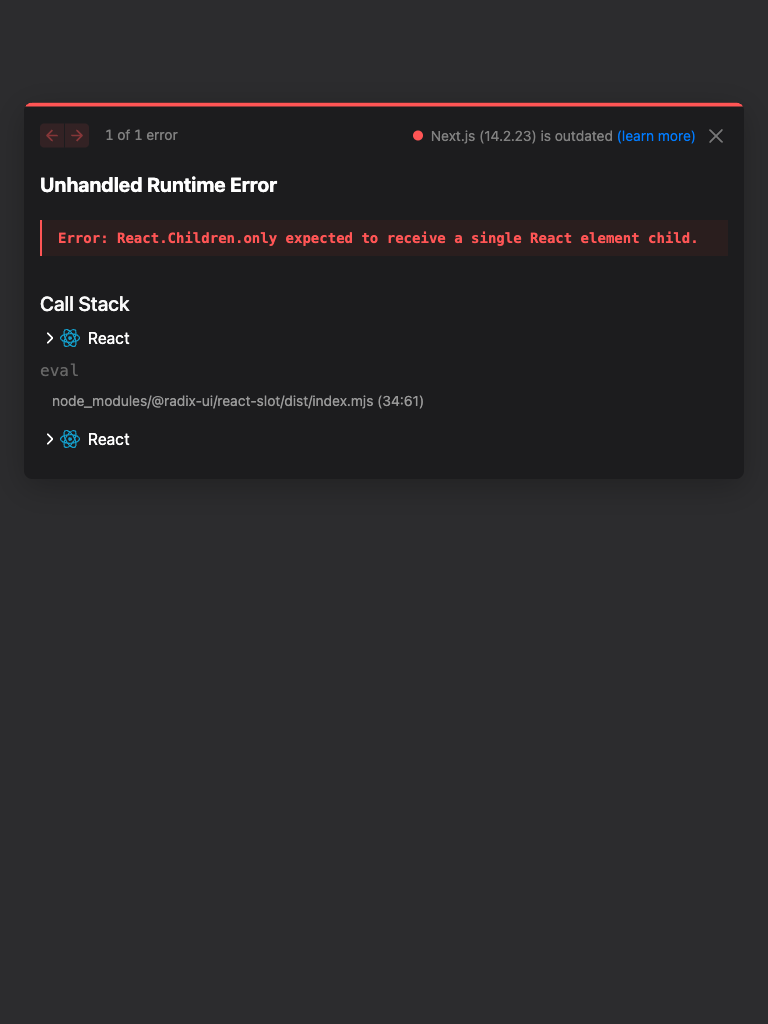 1 of 1 error
Next.js (14.2.23) is outdated (learn more)
Unhandled Runtime Error
Error: React.Children.only expected to receive a single React element child.
Call Stack
React
eval
node_modules/@radix-ui/react-slot/dist/index.mjs (34:61)
React